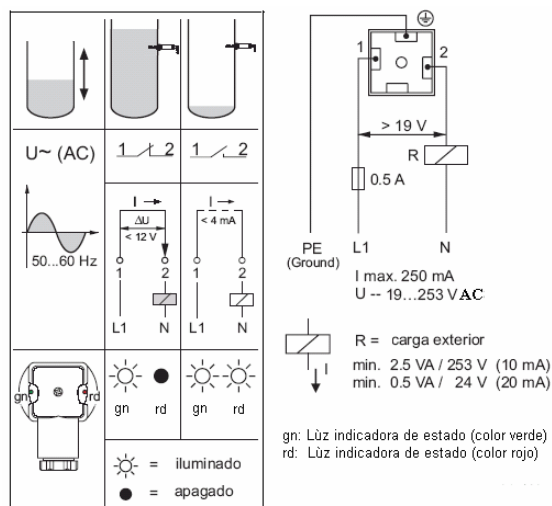 U~ (AC)
1 2
1 2
50...60 Hz
I
ΔU
< 12 V
1 2
L1 N
I
< 4 mA
1 2
L1 N
gn rd
gn rd
gn rd
= iluminado
= apagado
1
2
> 19 V
R
0.5 A
PE
(Ground)
L1
N
I max. 250 mA
U -- 19...253 V AC
I
R = carga exterior
min. 2.5 VA / 253 V (10 mA)
min. 0.5 VA / 24 V (20 mA)
gn: Lùz indicadora de estado (color verde)
rd: Lùz indicadora de estado (color rojo)